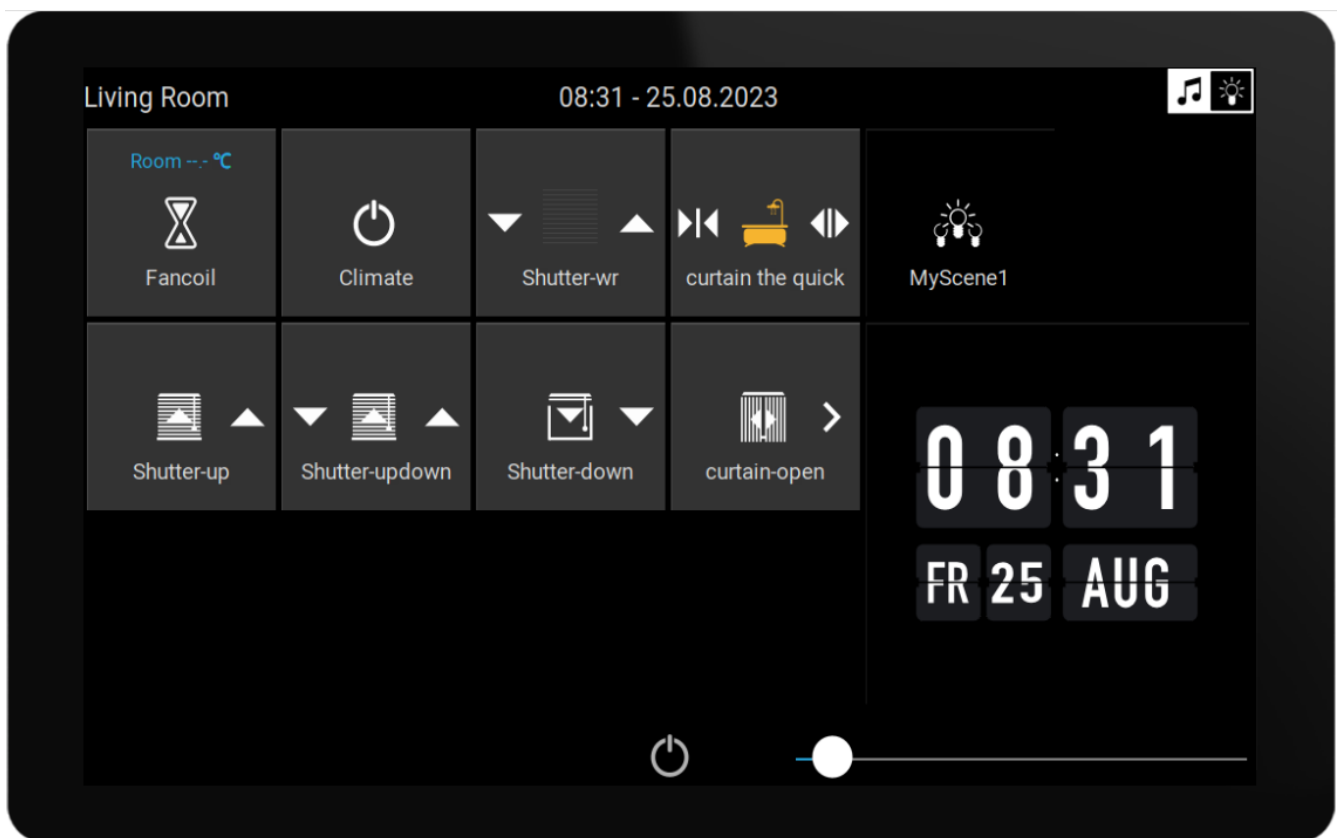 Living Room
08:31 - 25.08.2023
Room --.- °C
Fancoil
Climate
Shutter-wr
curtain the quick
MyScene1
Shutter-up
Shutter-updown
Shutter-down
curtain-open
08:31
FR 25 AUG